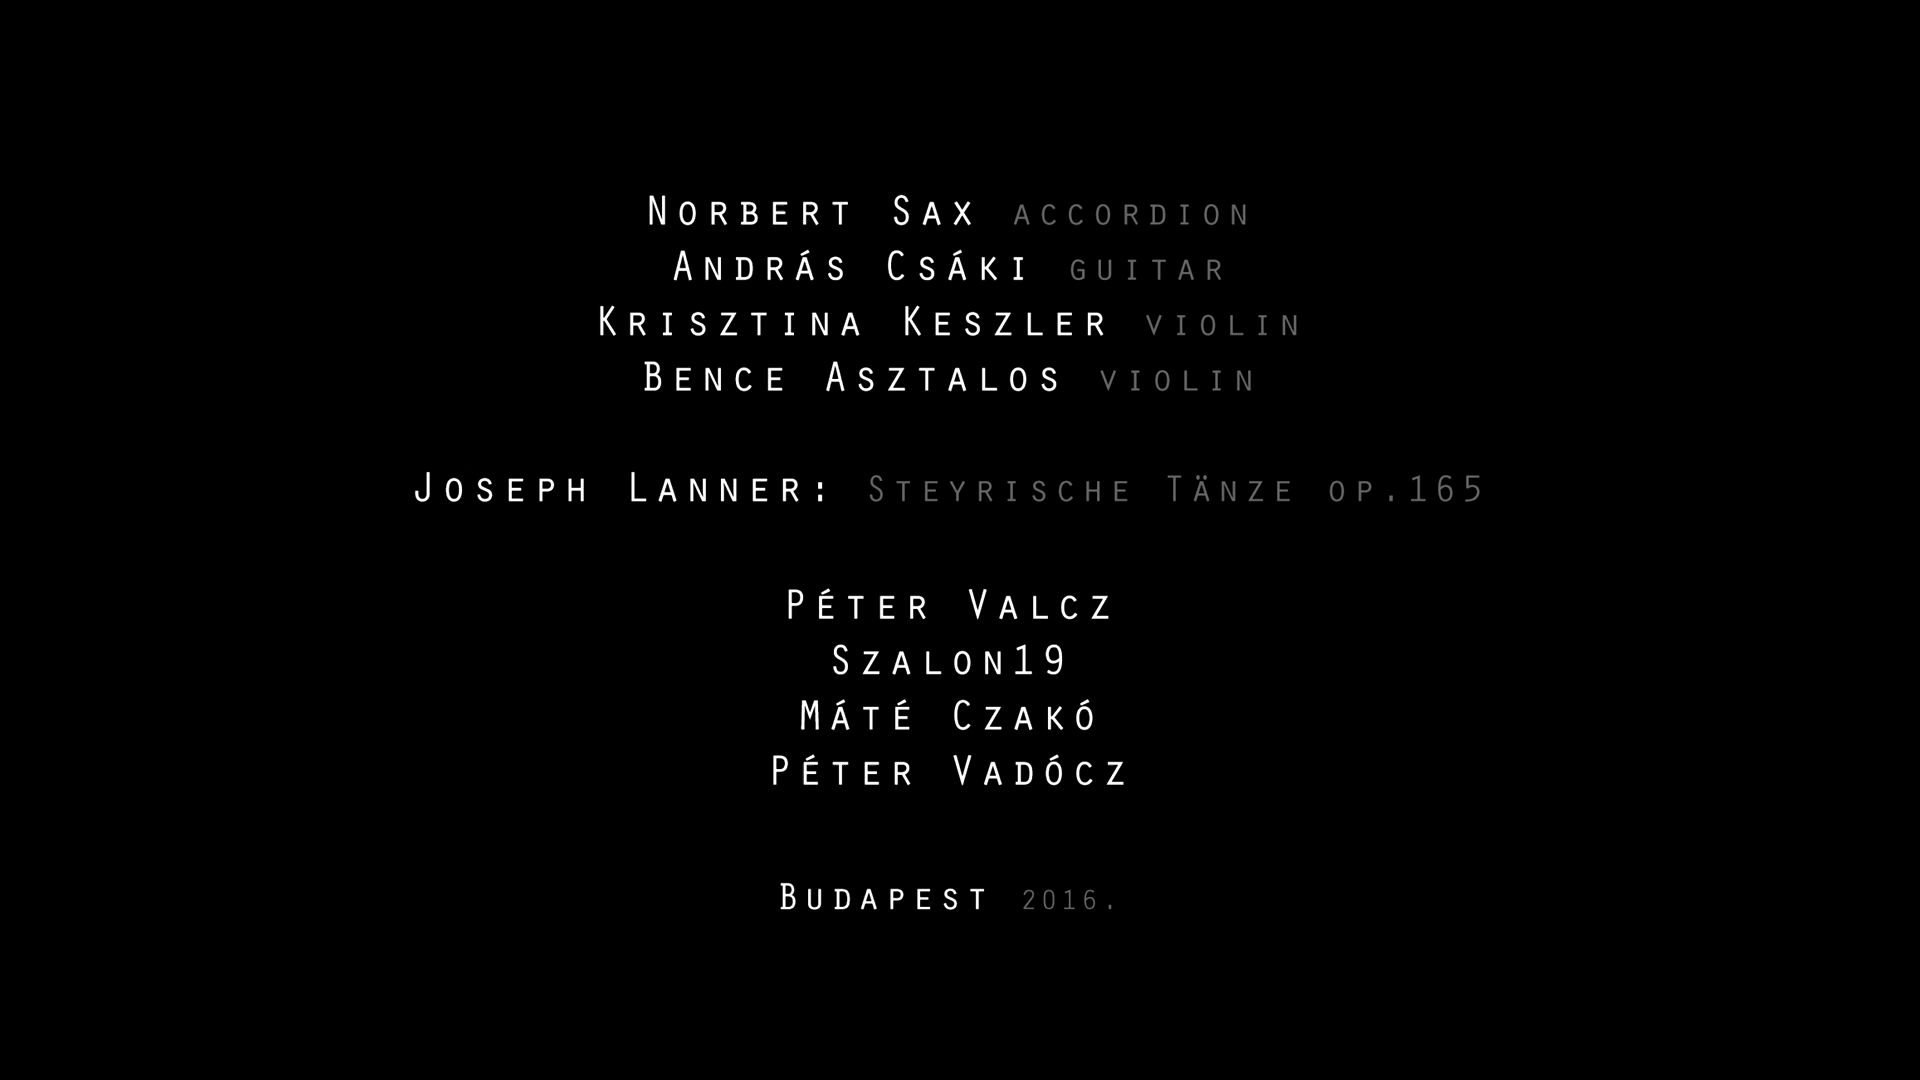 Norbert Sax accordion
András Csáki guitar
Krisztina Keszler violin
Bence Asztalos violin
Joseph Lanner: Steyrische Tänze op.165
Péter Valcz
Szalon19
Máté Czakó
Péter Vadócz
Budapest 2016.